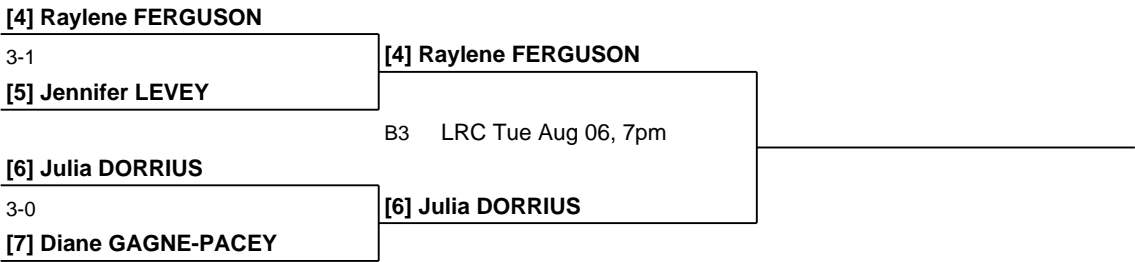 [4] Raylene FERGUSON
3-1
[4] Raylene FERGUSON
[5] Jennifer LEVEY
B3 LRC Tue Aug 06, 7pm
[6] Julia DORRIUS
3-0
[6] Julia DORRIUS
[7] Diane GAGNE-PACEY